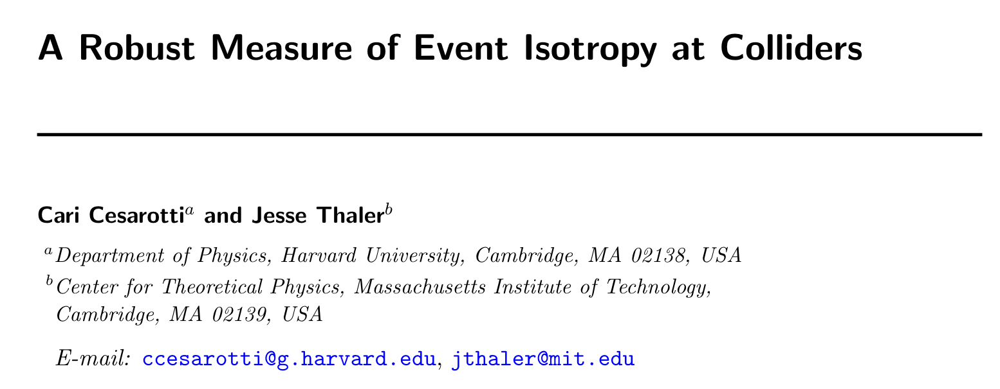 A Robust Measure of Event Isotropy at Colliders
Cari Cesarotti^a and Jesse Thaler^b
^a Department of Physics, Harvard University, Cambridge, MA 02138, USA
^b Center for Theoretical Physics, Massachusetts Institute of Technology,
Cambridge, MA 02139, USA
E-mail: ccesarotti@g.harvard.edu, jthaler@mit.edu